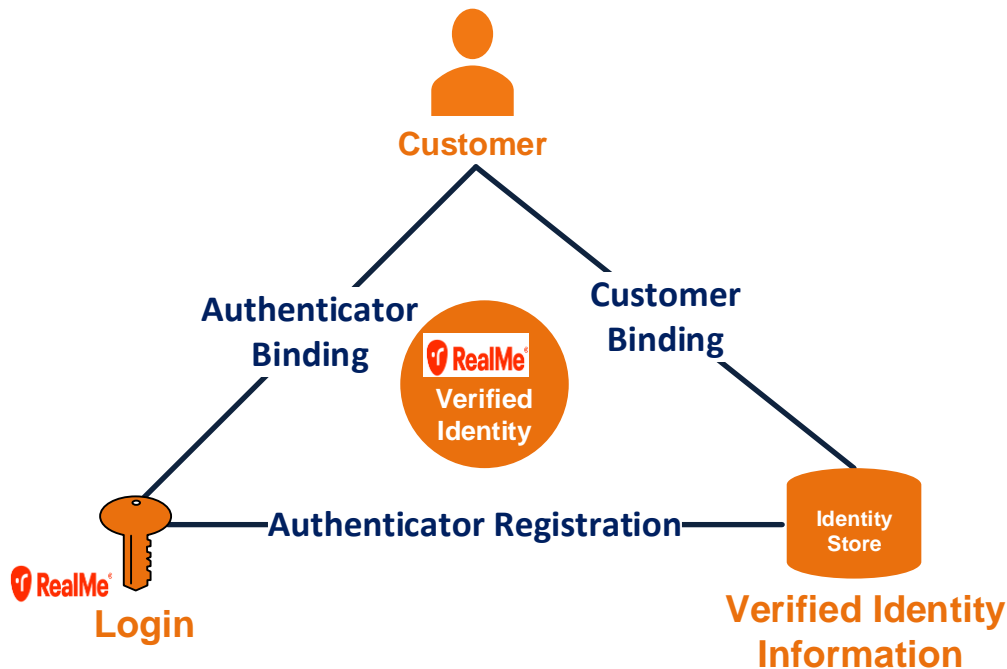 Customer
Authenticator
Binding
Customer
Binding
RealMe
Verified
Identity
Authenticator Registration
Identity
Store
RealMe
Login
Verified Identity
Information